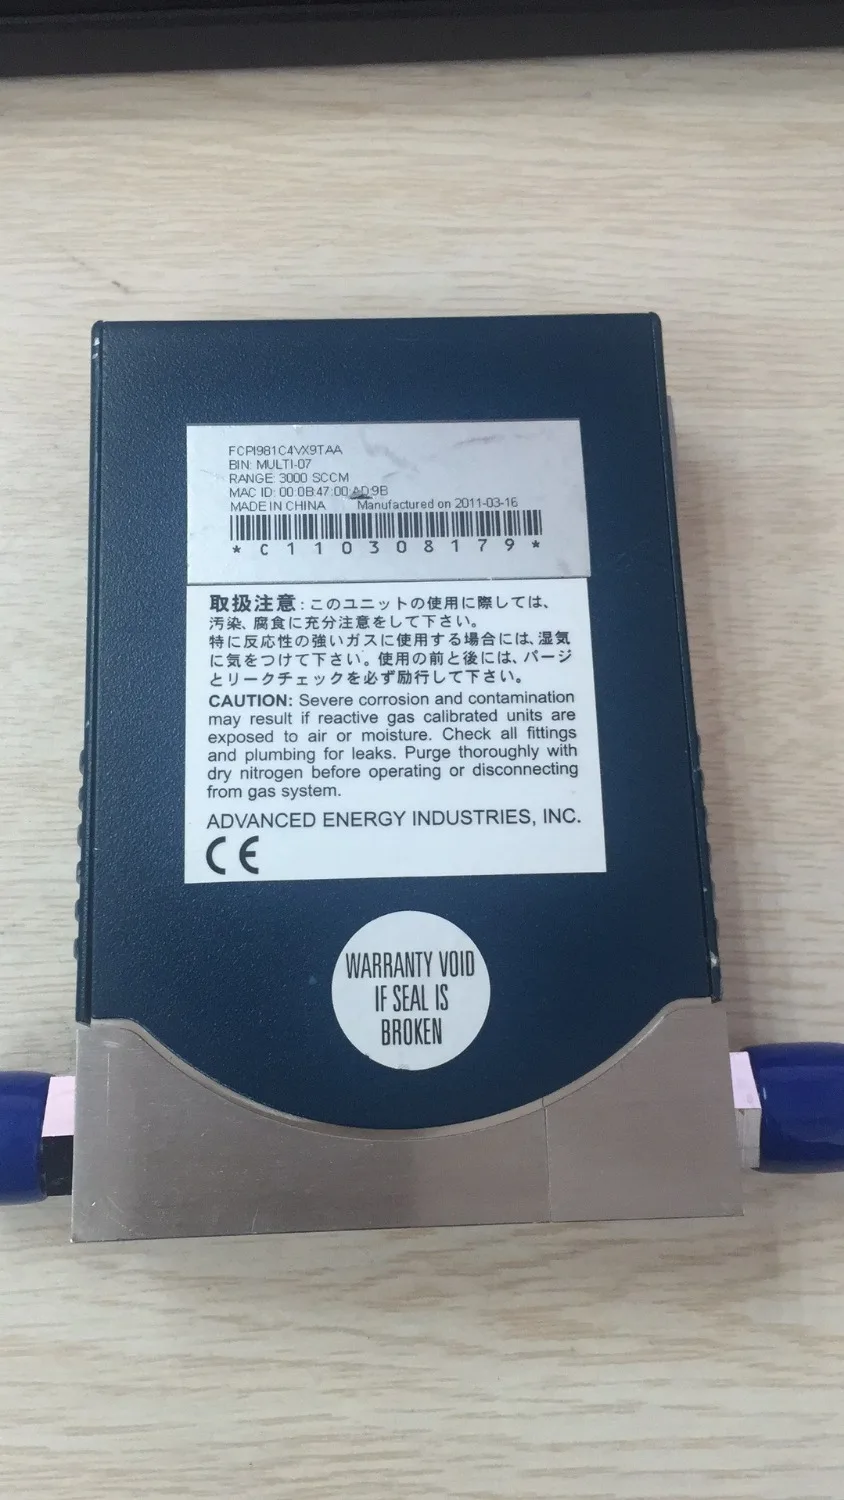 FCPI981C4VX9TAA
BIN: MULTI-07
RANGE: 3000 SCCM
MAC ID: 00:0B:47:00:AD:9B
MADE IN CHINA Manufactured on 2011-03-16
*C110308179*
取扱注意:このユニットの使用に際しては、
汚染、腐食に充分注意をして下さい。
特に反応性の強いガスに使用する場合には、湿気
に気をつけて下さい。使用の前と後には、パージ
とリークチェックを必ず励行して下さい。
CAUTION: Severe corrosion and contamination
may result if reactive gas calibrated units are
exposed to air or moisture. Check all fittings
and plumbing for leaks. Purge thoroughly with
dry nitrogen before operating or disconnecting
from gas system.
ADVANCED ENERGY INDUSTRIES, INC.
CE
WARRANTY VOID
IF SEAL IS
BROKEN